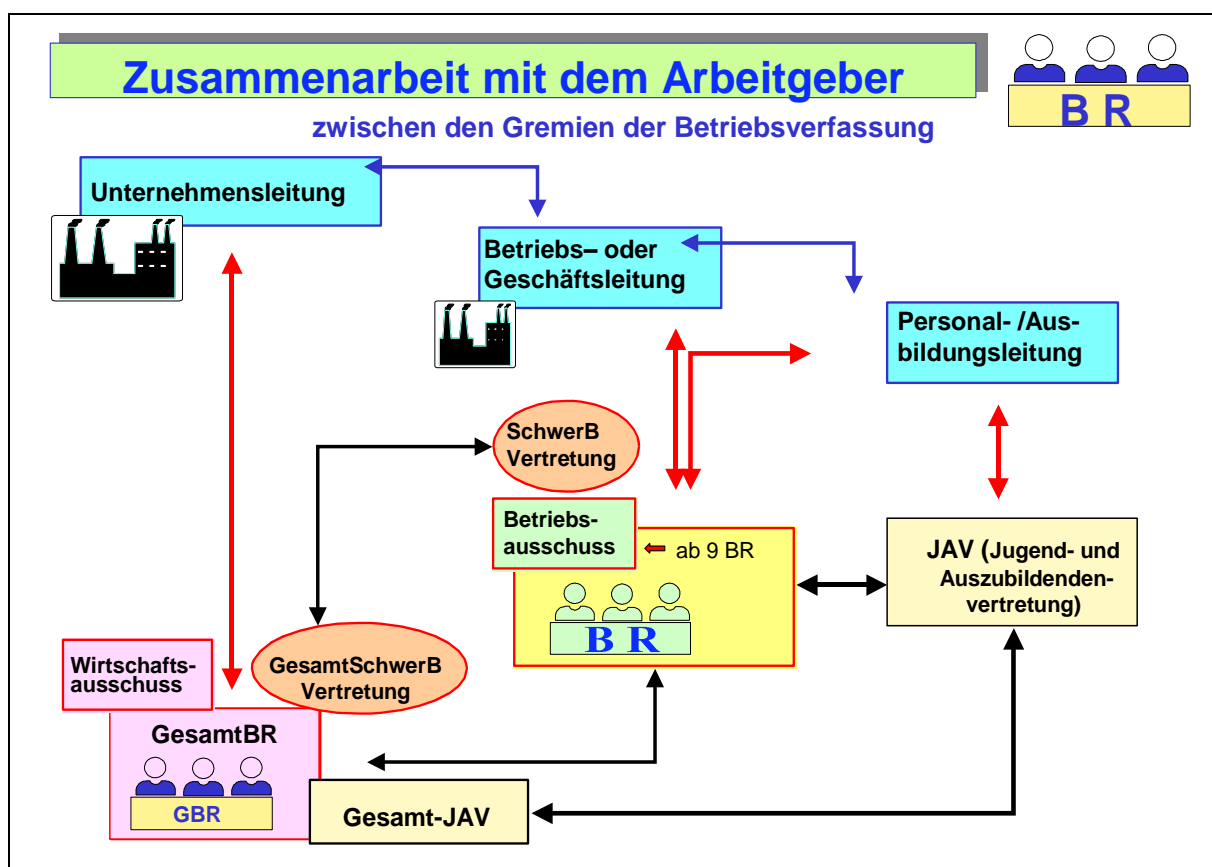 Zusammenarbeit mit dem Arbeitgeber
B R
zwischen den Gremien der Betriebsverfassung
Unternehmensleitung
Betriebs– oder
Geschäftsleitung
Personal- /Aus-
bildungsleitung
SchwerB
Vertretung
Betriebs-
ausschuss
ab 9 BR
B R
JAV (Jugend- und
Auszubildenden-
vertretung)
GesamtSchwerB
Vertretung
Wirtschafts-
ausschuss
GesamtBR
GBR
Gesamt-JAV